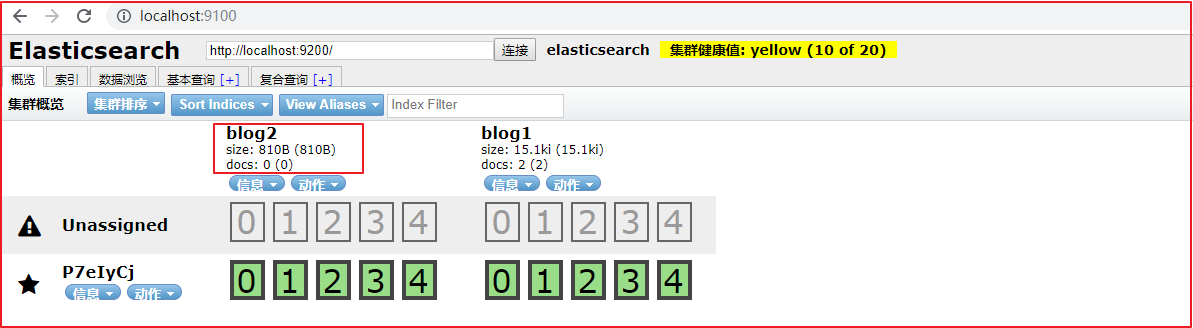 localhost:9100
Elasticsearch http://localhost:9200/ 连接 elasticsearch 集群健康值: yellow (10 of 20)
概览 索引 数据浏览 基本查询 [+] 复合查询 [+]
集群概览 集群排序 Sort Indices View Aliases Index Filter
blog2 blog1
size: 810B (810B) size: 15.1ki (15.1ki)
docs: 0 (0) docs: 2 (2)
信息 动作 信息 动作
Unassigned 0 1 2 3 4 0 1 2 3 4
P7eIyCj 0 1 2 3 4 0 1 2 3 4
信息 动作